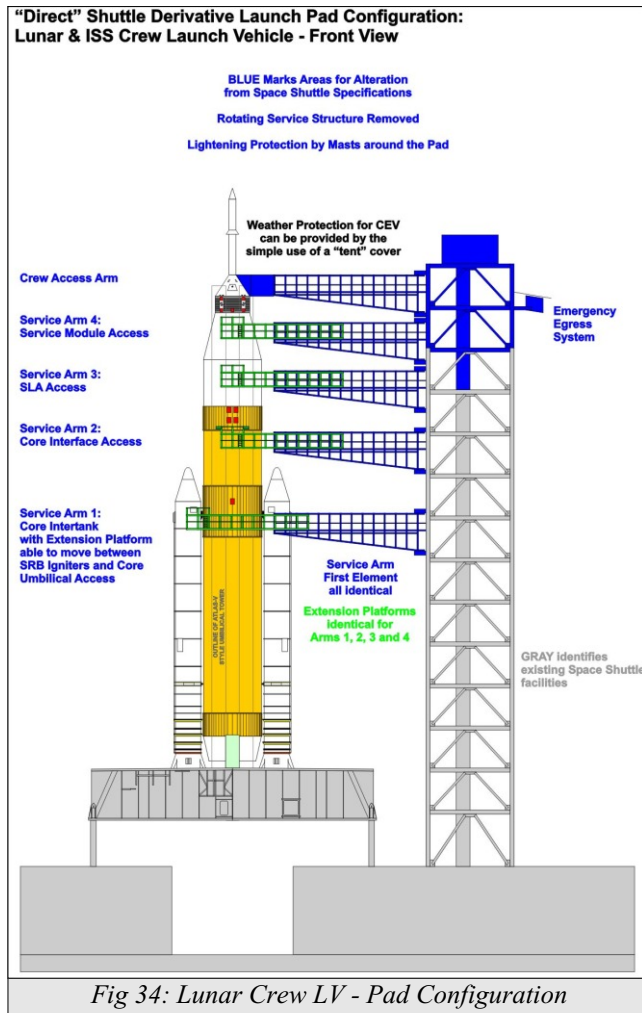 “Direct” Shuttle Derivative Launch Pad Configuration:
Lunar & ISS Crew Launch Vehicle - Front View
BLUE Marks Areas for Alteration
from Space Shuttle Specifications
Rotating Service Structure Removed
Lightening Protection by Masts around the Pad
Weather Protection for CEV
can be provided by the
simple use of a “tent” cover
Crew Access Arm
Emergency
Egress
System
Service Arm 4:
Service Module Access
Service Arm 3:
SLA Access
Service Arm 2:
Core Interface Access
Service Arm 1:
Core Intertank
with Extension Platform
able to move between
SRB Igniters and Core
Umbilical Access
Service Arm
First Element
all identical
Extension Platforms
identical for
Arms 1, 2, 3 and 4
OUTLINE OF ATLAS-V
STYLE UMBILICAL TOWER
GRAY identifies
existing Space Shuttle
facilities
Fig 34: Lunar Crew LV - Pad Configuration